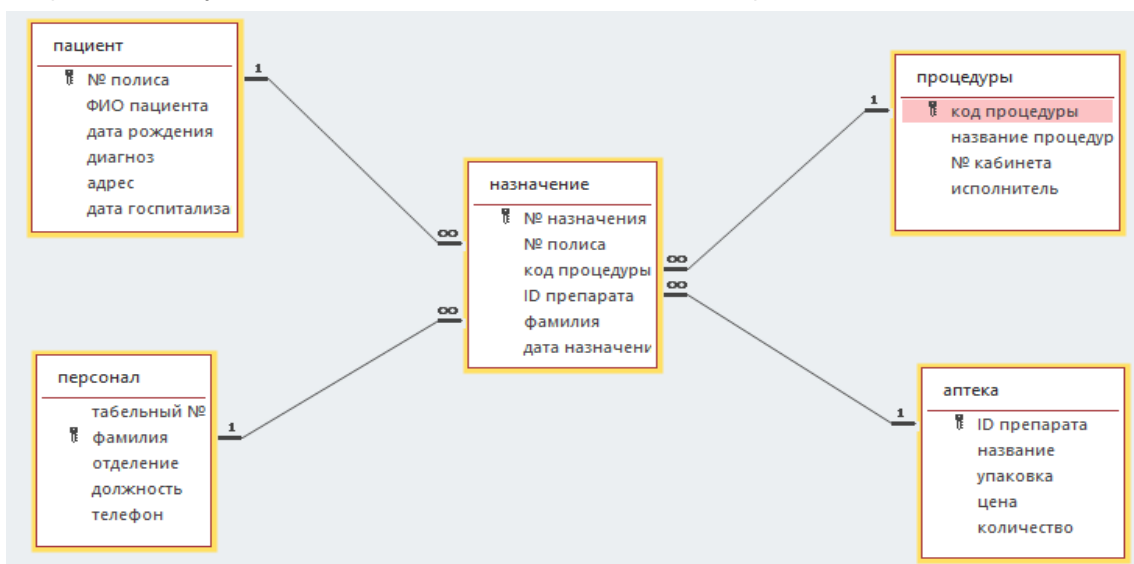 пациент
№ полиса
ФИО пациента
дата рождения
диагноз
адрес
дата госпитализа
1
∞
назначение
№ назначения
№ полиса
код процедуры
ID препарата
фамилия
дата назначени
∞
∞
∞
процедуры
1
код процедуры
название процедур
№ кабинета
исполнитель
персонал
табельный №
фамилия
отделение
должность
телефон
1
аптека
1
ID препарата
название
упаковка
цена
количество